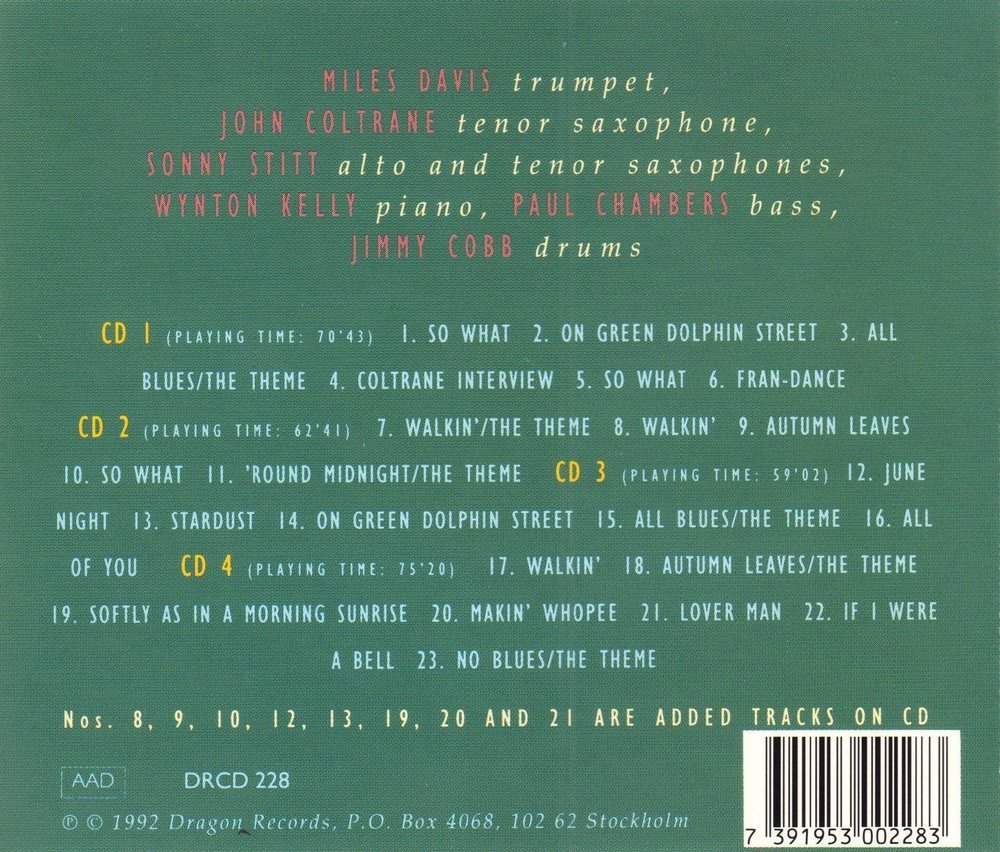 MILES DAVIS trumpet,
JOHN COLTRANE tenor saxophone,
SONNY STITT alto and tenor saxophones,
WYNTON KELLY piano, PAUL CHAMBERS bass,
JIMMY COBB drums
CD 1 (PLAYING TIME: 70'43) 1. SO WHAT 2. ON GREEN DOLPHIN STREET 3. ALL
BLUES/THE THEME 4. COLTRANE INTERVIEW 5. SO WHAT 6. FRAN-DANCE
CD 2 (PLAYING TIME: 62'41) 7. WALKIN'/THE THEME 8. WALKIN' 9. AUTUMN LEAVES
10. SO WHAT 11. 'ROUND MIDNIGHT/THE THEME CD 3 (PLAYING TIME: 59'02) 12. JUNE
NIGHT 13. STARDUST 14. ON GREEN DOLPHIN STREET 15. ALL BLUES/THE THEME 16. ALL
OF YOU CD 4 (PLAYING TIME: 75'20) 17. WALKIN' 18. AUTUMN LEAVES/THE THEME
19. SOFTLY AS IN A MORNING SUNRISE 20. MAKIN' WHOPEE 21. LOVER MAN 22. IF I WERE
A BELL 23. NO BLUES/THE THEME
Nos. 8, 9, 10, 12, 13, 19, 20 AND 21 ARE ADDED TRACKS ON CD
AAD DRCD 228
℗ © 1992 Dragon Records, P.O. Box 4068, 102 62 Stockholm
7 391953 002283